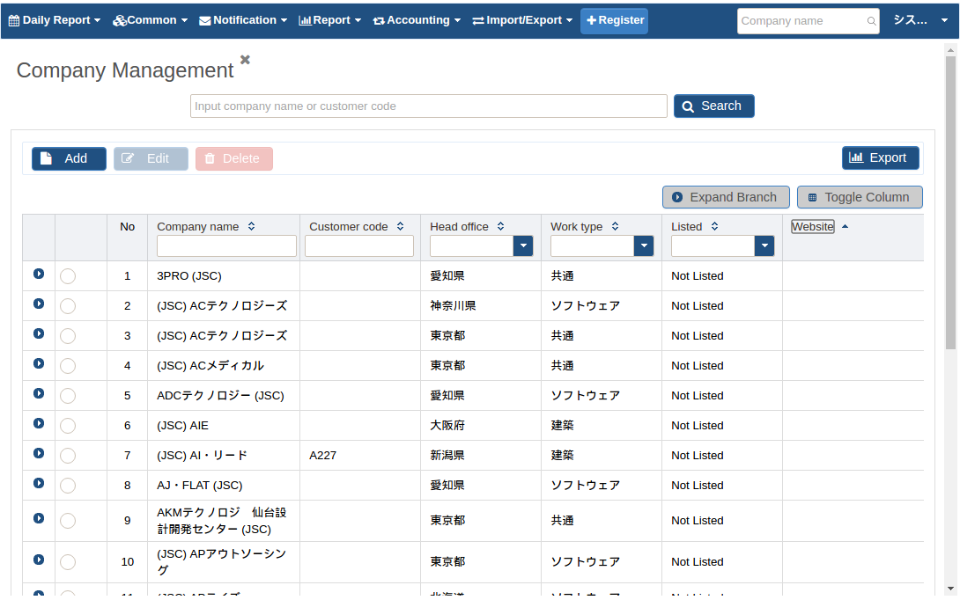 Daily Report Common Notification Report Accounting Import/Export Register Company name シス...
Company Management
Input company name or customer code Search
Add Edit Delete Export
Expand Branch Toggle Column
No Company name Customer code Head office Work type Listed Website
1 3PRO (JSC) 愛知県 共通 Not Listed
2 (JSC) ACテクノロジーズ 神奈川県 ソフトウェア Not Listed
3 (JSC) ACテクノロジーズ 東京都 共通 Not Listed
4 (JSC) ACメディカル 東京都 共通 Not Listed
5 ADCテクノロジー (JSC) 愛知県 ソフトウェア Not Listed
6 (JSC) AIE 大阪府 建築 Not Listed
7 (JSC) AI・リード A227 新潟県 建築 Not Listed
8 AJ・FLAT (JSC) 愛知県 ソフトウェア Not Listed
9 AKMテクノロジ 仙台設
計開発センター (JSC) 東京都 共通 Not Listed
10 (JSC) APアウトソーシン
グ 東京都 ソフトウェア Not Listed